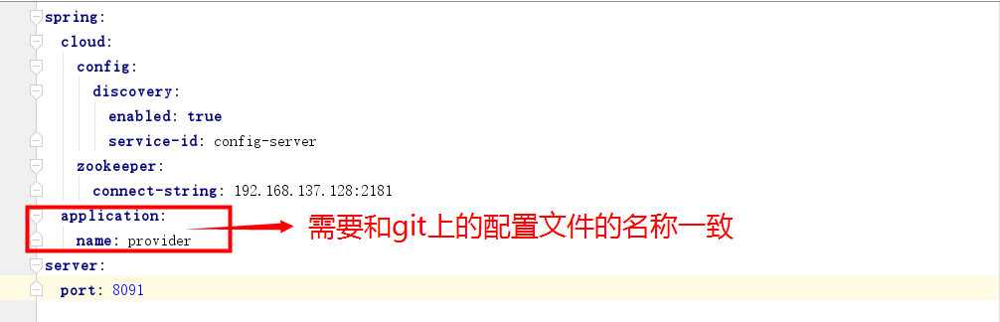 spring:
cloud:
config:
discovery:
enabled: true
service-id: config-server
zookeeper:
connect-string: 192.168.137.128:2181
application:
name: provider
需要和git上的配置文件的名称一致
server:
port: 8091